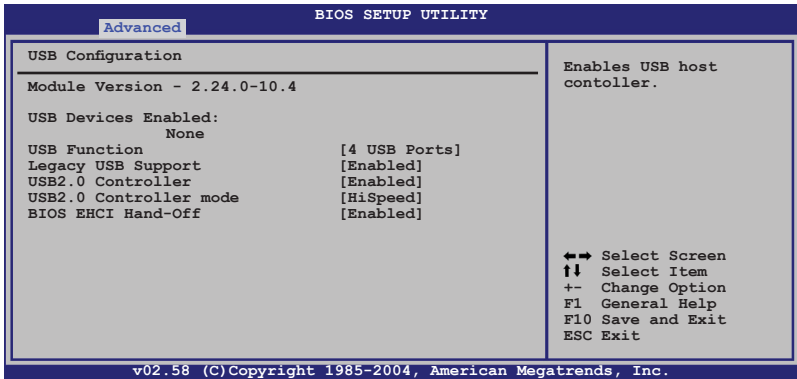 BIOS SETUP UTILITY
Advanced
USB Configuration
Module Version - 2.24.0-10.4
USB Devices Enabled:
None
USB Function [4 USB Ports]
Legacy USB Support [Enabled]
USB2.0 Controller [Enabled]
USB2.0 Controller mode [HiSpeed]
BIOS EHCI Hand-Off [Enabled]
Enables USB host
contoller.
←→ Select Screen
↑↓ Select Item
+- Change Option
F1 General Help
F10 Save and Exit
ESC Exit
v02.58 (C)Copyright 1985-2004, American Megatrends, Inc.